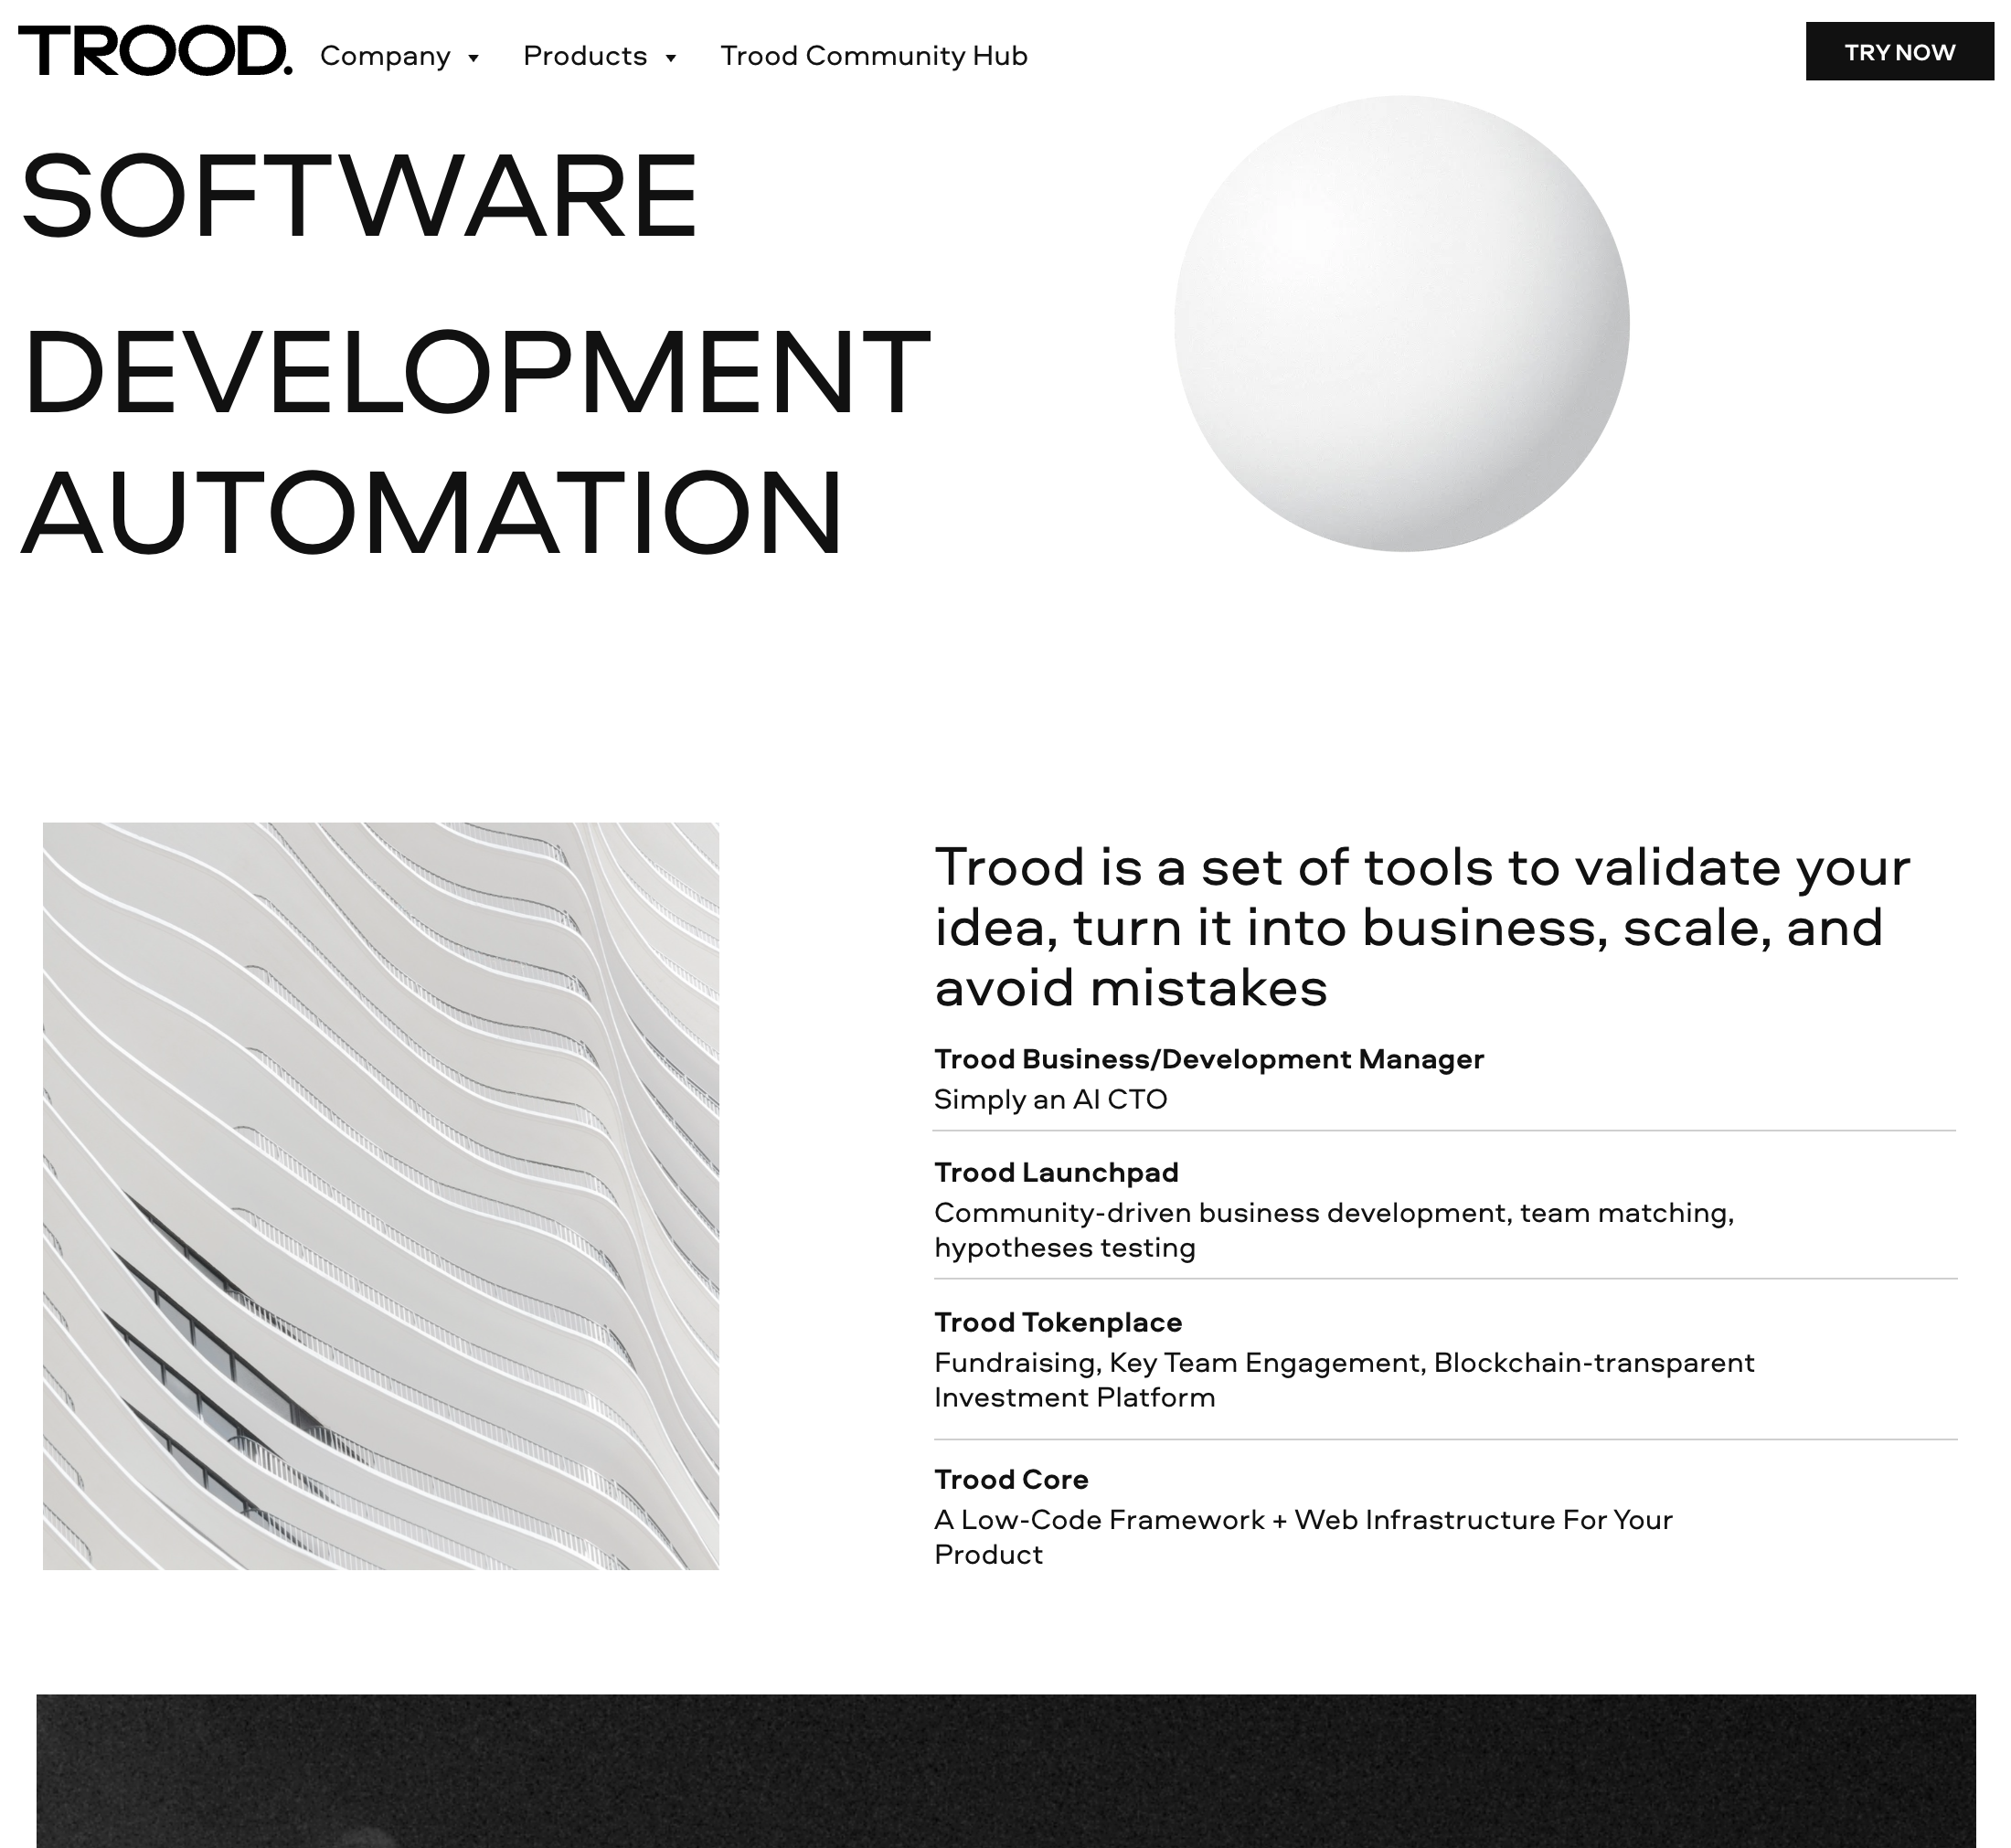 TROOD.
Company
Products
Trood Community Hub
TRY NOW
SOFTWARE
DEVELOPMENT
AUTOMATION
Trood is a set of tools to validate your
idea, turn it into business, scale, and
avoid mistakes
Trood Business/Development Manager
Simply an AI CTO
Trood Launchpad
Community-driven business development, team matching,
hypotheses testing
Trood Tokenplace
Fundraising, Key Team Engagement, Blockchain-transparent
Investment Platform
Trood Core
A Low-Code Framework + Web Infrastructure For Your
Product